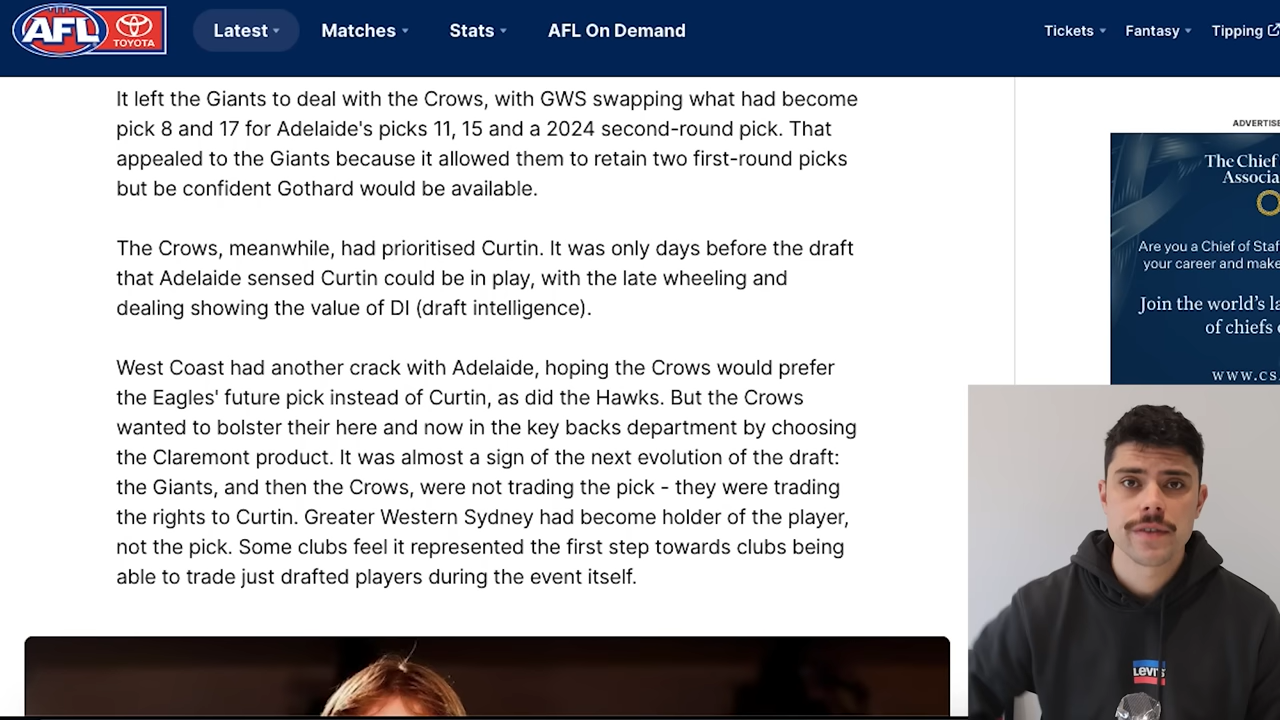 AFL
TOYOTA
Latest
Matches
Stats
AFL On Demand
Tickets
Fantasy
Tipping
It left the Giants to deal with the Crows, with GWS swapping what had become
pick 8 and 17 for Adelaide's picks 11, 15 and a 2024 second-round pick. That
appealed to the Giants because it allowed them to retain two first-round picks
but be confident Gothard would be available.
The Crows, meanwhile, had prioritised Curtin. It was only days before the draft
that Adelaide sensed Curtin could be in play, with the late wheeling and
dealing showing the value of DI (draft intelligence).
West Coast had another crack with Adelaide, hoping the Crows would prefer
the Eagles' future pick instead of Curtin, as did the Hawks. But the Crows
wanted to bolster their here and now in the key backs department by choosing
the Claremont product. It was almost a sign of the next evolution of the draft:
the Giants, and then the Crows, were not trading the pick - they were trading
the rights to Curtin. Greater Western Sydney had become holder of the player,
not the pick. Some clubs feel it represented the first step towards clubs being
able to trade just drafted players during the event itself.
ADVERTISE
The Chief
Associa
Are you a Chief of Staf
your career and make
Join the world's la
of chiefs
www.cs
Levi's